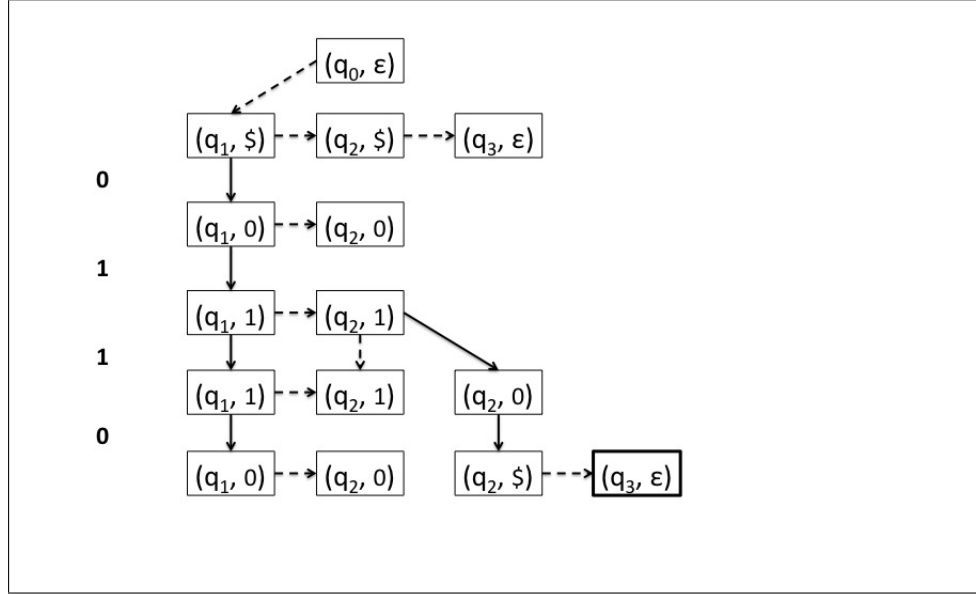 (q₀, ε)
(q₁, $) (q₂, $) (q₃, ε)
0
(q₁, 0) (q₂, 0)
1
(q₁, 1) (q₂, 1)
1
(q₁, 1) (q₂, 1) (q₂, 0)
0
(q₁, 0) (q₂, 0) (q₂, $) (q₃, ε)